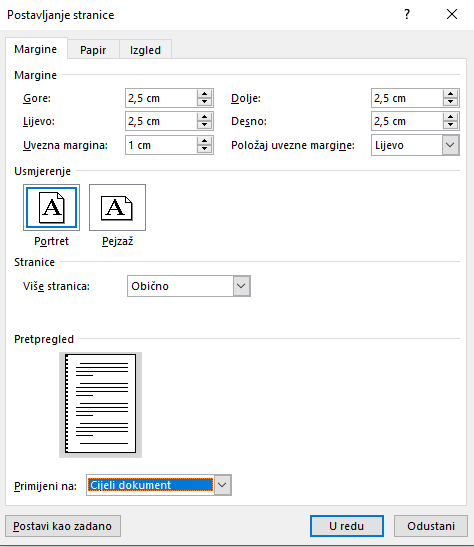 Postavljanje stranice ?
Margine Papir Izgled
Margine
Gore: 2,5 cm Dolje: 2,5 cm
Lijevo: 2,5 cm Desno: 2,5 cm
Uvezna margina: 1 cm Položaj uvezne margine: Lijevo
Usmjerenje
A A
Portret Pejzaž
Stranice
Više stranica: Obično
Pretpregled
Primijeni na: Cijeli dokument
Postavi kao zadano U redu Odustani